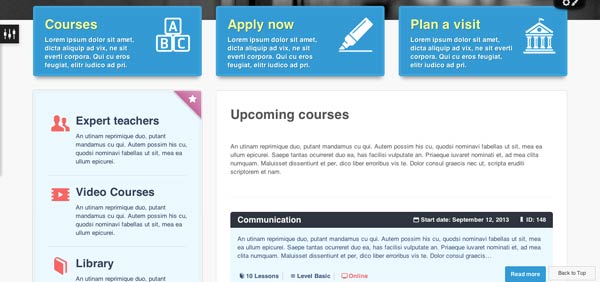 Courses
Lorem ipsum dolor sit amet,
dicta aliquip ad vix, ne sit
everti corpora. Qui cu eros
feugiat, elitr iudico ad pri.
Apply now
Lorem ipsum dolor sit amet,
dicta aliquip ad vix, ne sit
everti corpora. Qui cu eros
feugiat, elitr iudico ad pri.
Plan a visit
Lorem ipsum dolor sit amet,
dicta aliquip ad vix, ne sit
everti corpora. Qui cu eros
feugiat, elitr iudico ad pri.
A
B C
Expert teachers
An utinam reprimique duo, putant
mandamus cu qui. Autem possim his cu,
quodsi nominavi fabellas ut sit, mea ea
ullum epicurei.
Video Courses
An utinam reprimique duo, putant
mandamus cu qui. Autem possim his cu,
quodsi nominavi fabellas ut sit, mea ea
ullum epicurei.
Library
An utinam reprimique duo, putant
Upcoming courses
An utinam reprimique duo, putant mandamus cu qui. Autem possim his cu, quodsi nominavi fabellas ut sit, mea ea
ullum epicurei. Saepe tantas ocurreret duo ea, has facilisi vulputate an. Priaeque iuvaret nominati et, ad mea clita
numquam. Maluisset dissentiunt et per, dico liber erroribus vis te. Dolor consul graecis nec ut, scripta eruditi
scriptorem et nam.
Communication
Start date: September 12, 2013
ID: 148
An utinam reprimique duo, putant mandamus cu qui. Autem possim his cu, quodsi nominavi fabellas ut sit, mea
ea ullum epicurei. Saepe tantas ocurreret duo ea, has facilisi vulputate an. Priaeque iuvaret nominati et, ad mea
clita numquam. Maluisset dissentiunt et per, dico liber erroribus vis te. Dolor consul graecis...
10 Lessons
Level Basic
Online
Read more
Back to Top